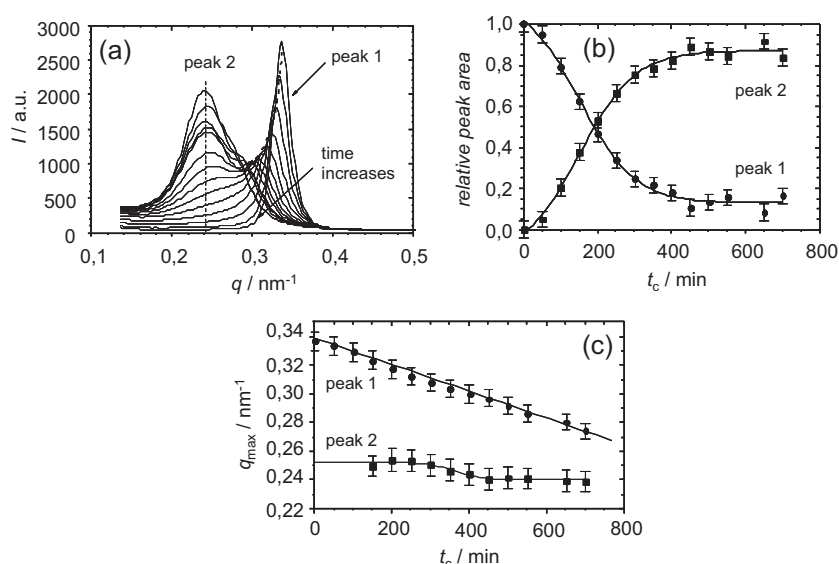 (a)
peak 2
peak 1
time
increases
I / a.u.
3000
2500
2000
1500
1000
500
0
0,1
0,2
0,3
0,4
0,5
q / nm-1
(b)
relative peak area
1,0
0,8
0,6
0,4
0,2
0,0
peak 2
peak 1
0
200
400
600
800
tc / min
(c)
qmax / nm-1
0,34
0,32
0,30
0,28
0,26
0,24
0,22
peak 1
peak 2
0
200
400
600
800
tc / min